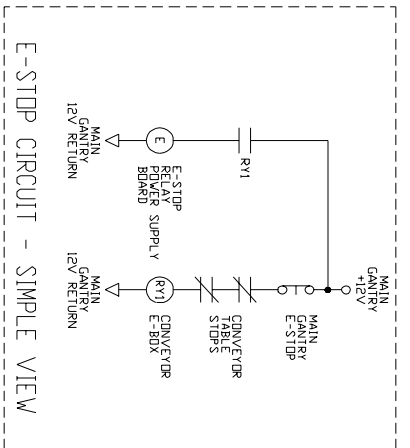 MAIN
GANTRY
+12V
MAIN
GANTRY
E-STOP
RY1
CONVEYOR
TABLE
STOPS
E
E-STOP
RELAY
POWER SUPPLY
BOARD
RY1
CONVEYOR
E-BOX
MAIN
GANTRY
12V RETURN
MAIN
GANTRY
12V RETURN
E-STOP CIRCUIT - SIMPLE VIEW